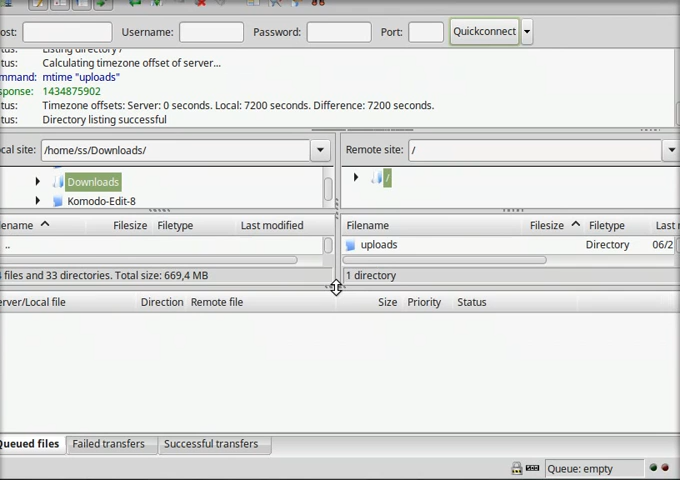 ost: Username: Password: Port: Quickconnect
tus: Listing directory /
tus: Calculating timezone offset of server...
mmand: mtime "uploads"
sponse: 1434875902
tus: Timezone offsets: Server: 0 seconds. Local: 7200 seconds. Difference: 7200 seconds.
tus: Directory listing successful
cal site: /home/ss/Downloads/ Remote site: /
Downloads /
Komodo-Edit-8
lename Filesize Filetype Last modified Filename Filesize Filetype Last r
.. uploads Directory 06/2
files and 33 directories. Total size: 669,4 MB 1 directory
erver/Local file Direction Remote file Size Priority Status
Queued files Failed transfers Successful transfers
Queue: empty